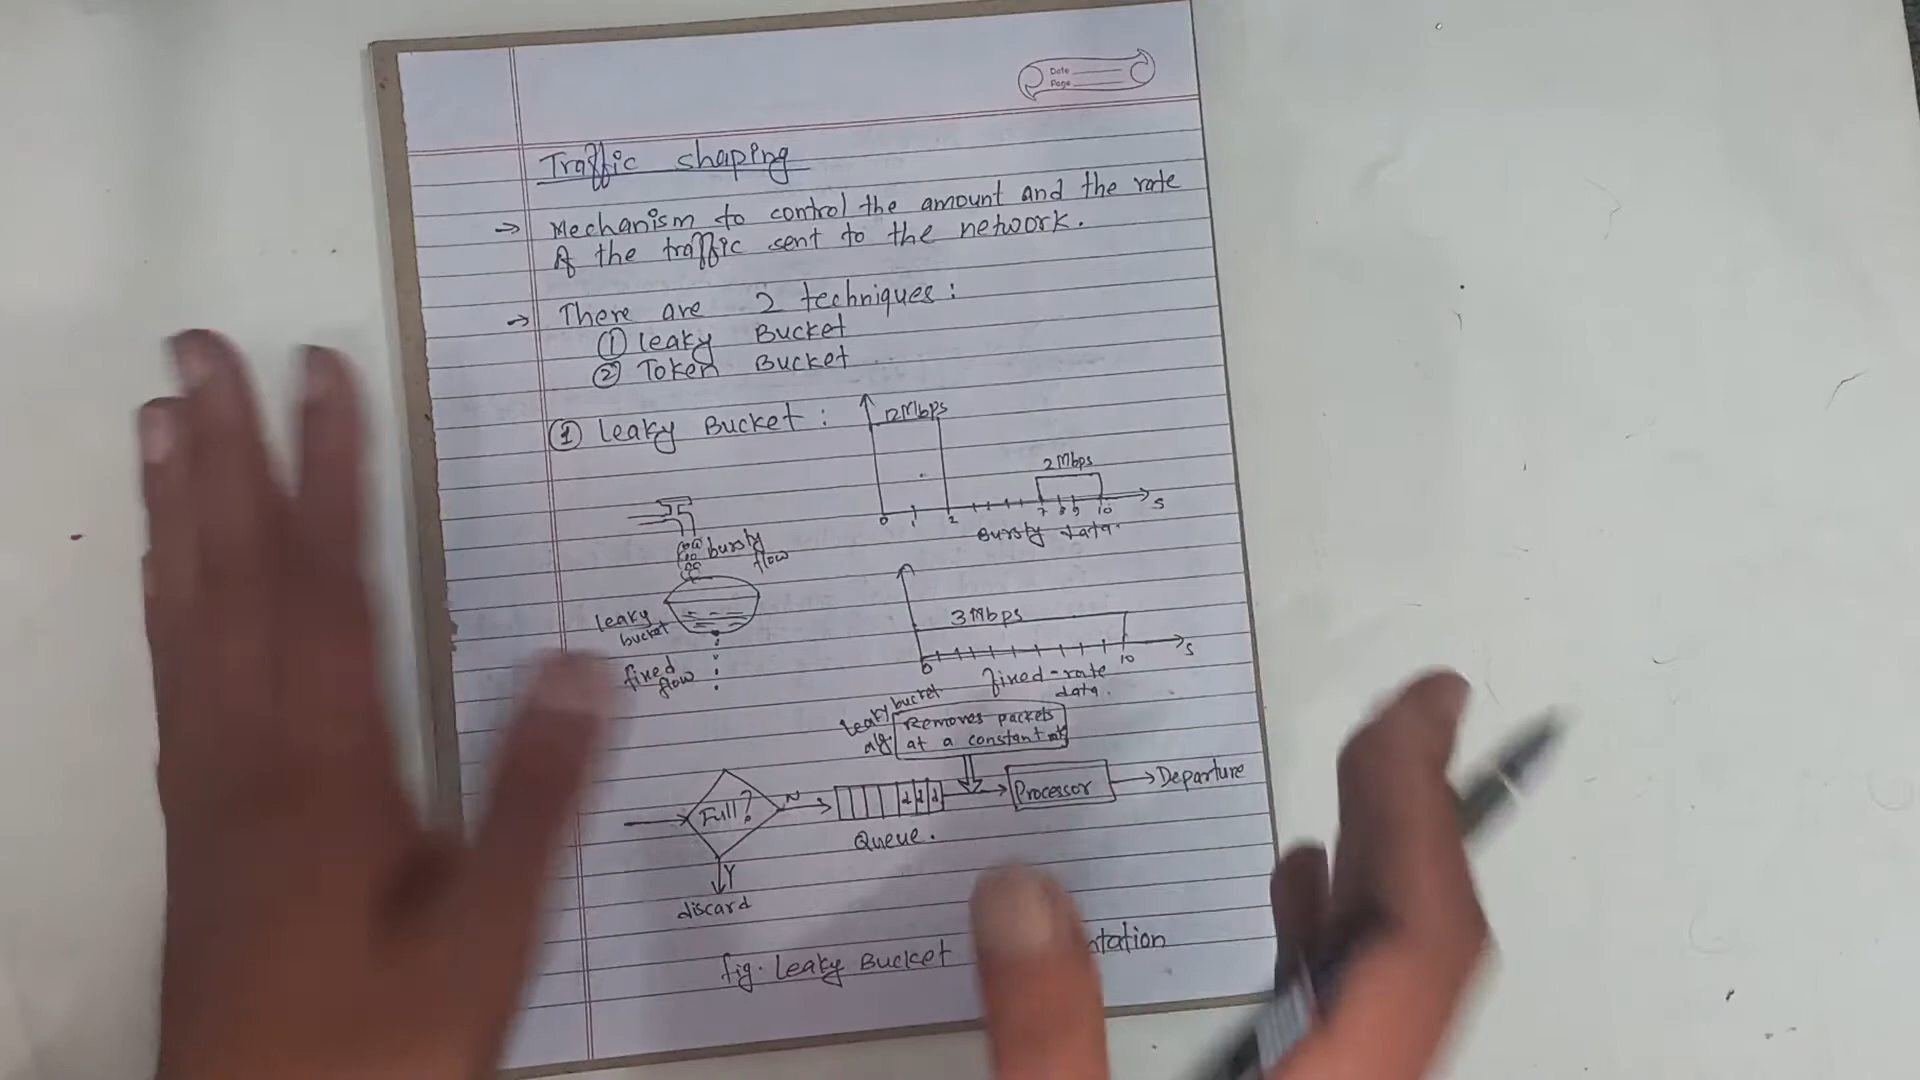 Date
Page
Traffic shaping
→ Mechanism to control the amount and the rate
of the traffic sent to the network.
→ There are 2 techniques:
① Leaky Bucket
② Token Bucket
① Leaky Bucket:
12Mbps
2Mbps
0 1 2 7 8 9 10 s
Bursty data.
bursty
flow
leaky
bucket
fixed
flow
3Mbps
0 10 s
fixed-rate
data.
leaky bucket
alg.
Removes packets
at a constant
Full?
N
Queue.
Processor
→ Departure
Y
discard
fig. Leaky Bucket ntation